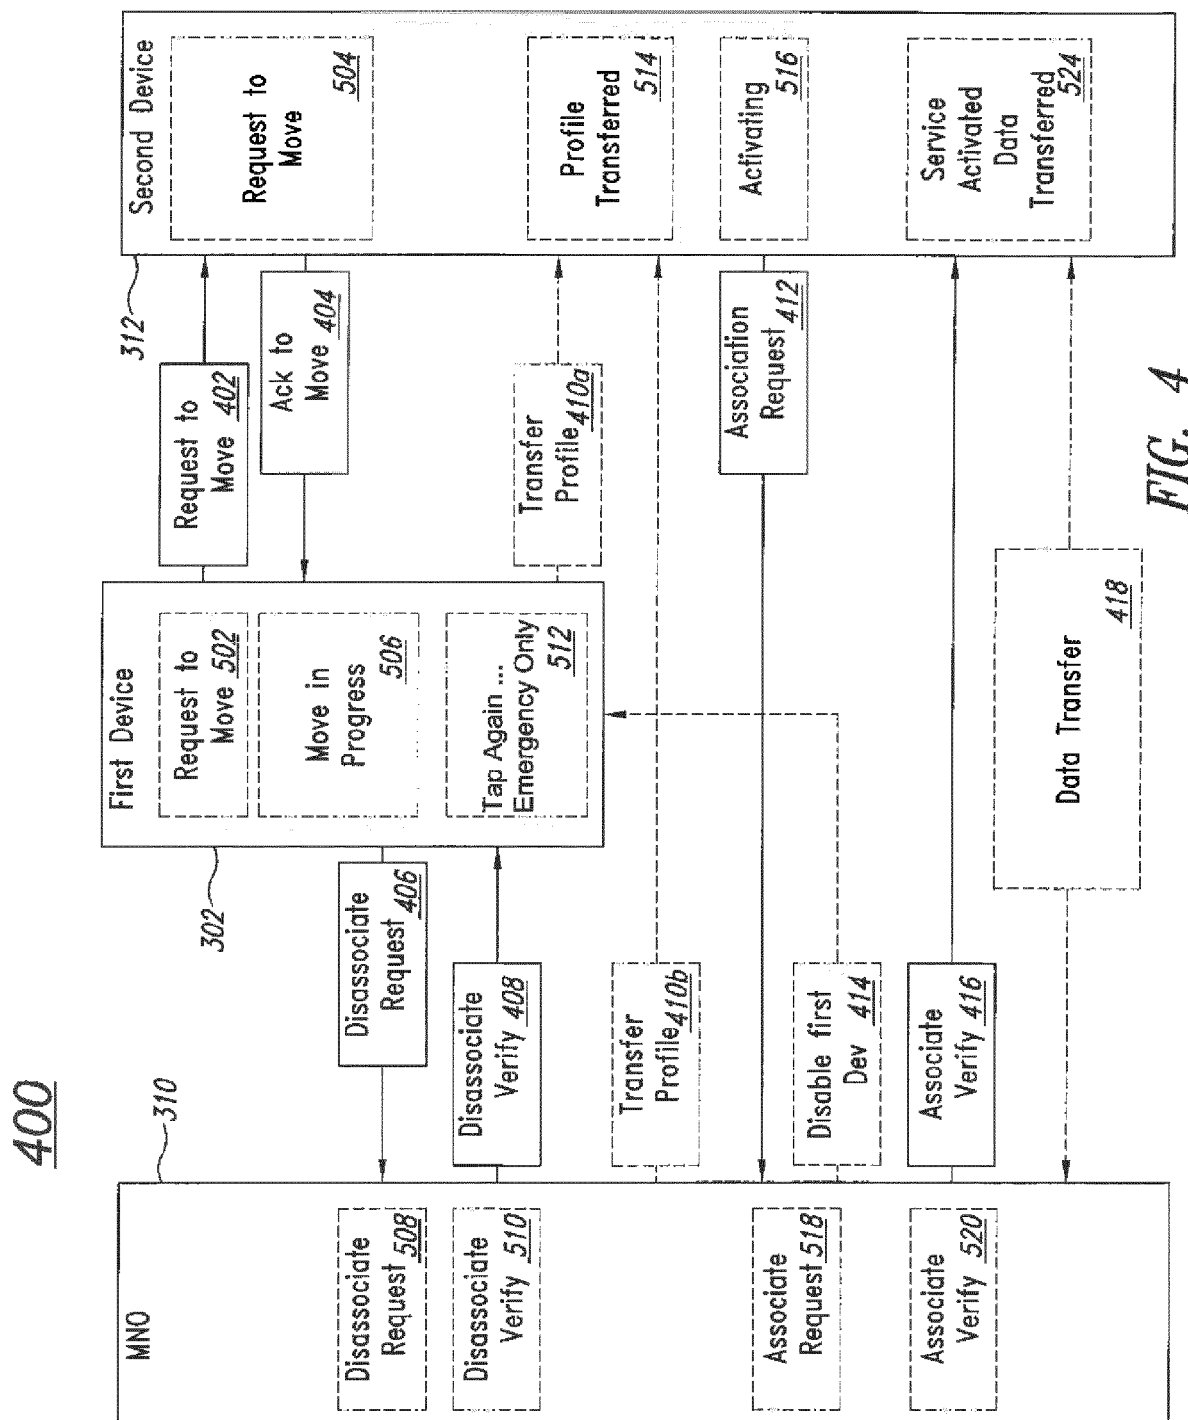 400
MNO
310
Disassociate
Request 508
Disassociate
Verify 510
Associate
Request 518
Associate
Verify 520
Disassociate
Request 406
Disassociate
Verify 408
Transfer
Profile 410b
Disable first
Dev 414
Associate
Verify 416
302
First Device
Request to
Move 502
Move in
Progress
506
Tap Again ...
Emergency Only
512
Data Transfer
418
Request to
Move 402
Ack to
Move 404
Transfer
Profile 410a
Association
Request 412
312
Second Device
Request to
Move
504
Profile
Transferred
514
Activating
516
Service
Activated
Data
Transferred
524
FIG. 4